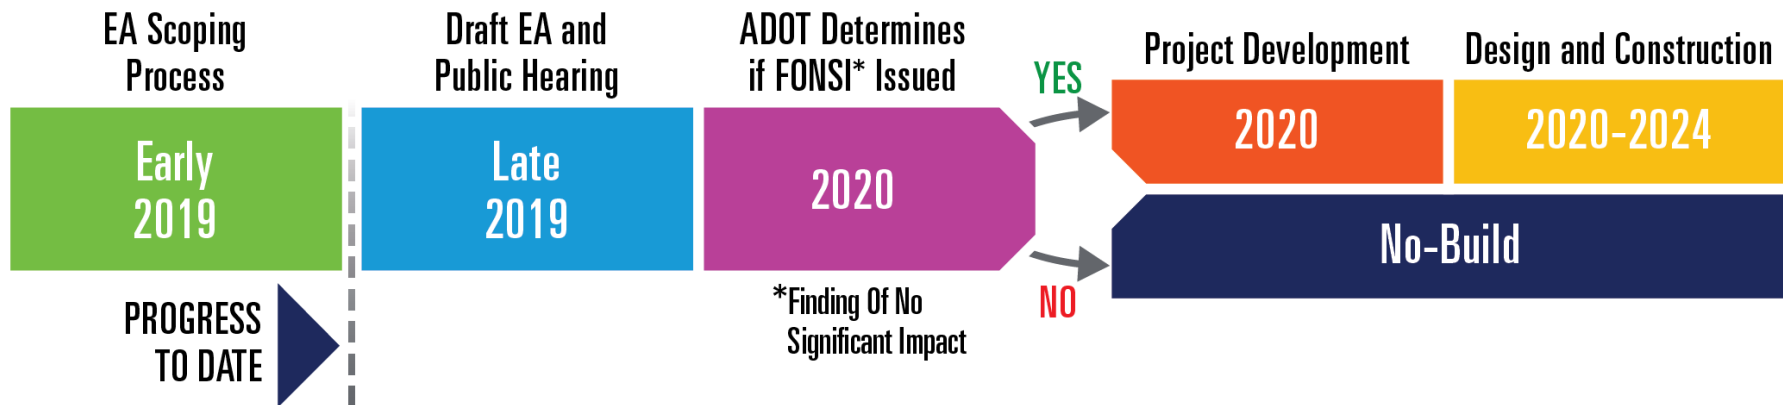 EA Scoping
Process
Early
2019
PROGRESS
TO DATE
Draft EA and
Public Hearing
Late
2019
ADOT Determines
if FONSI* Issued
2020
*Finding Of No
Significant Impact
YES
NO
Project Development
2020
Design and Construction
2020-2024
No-Build